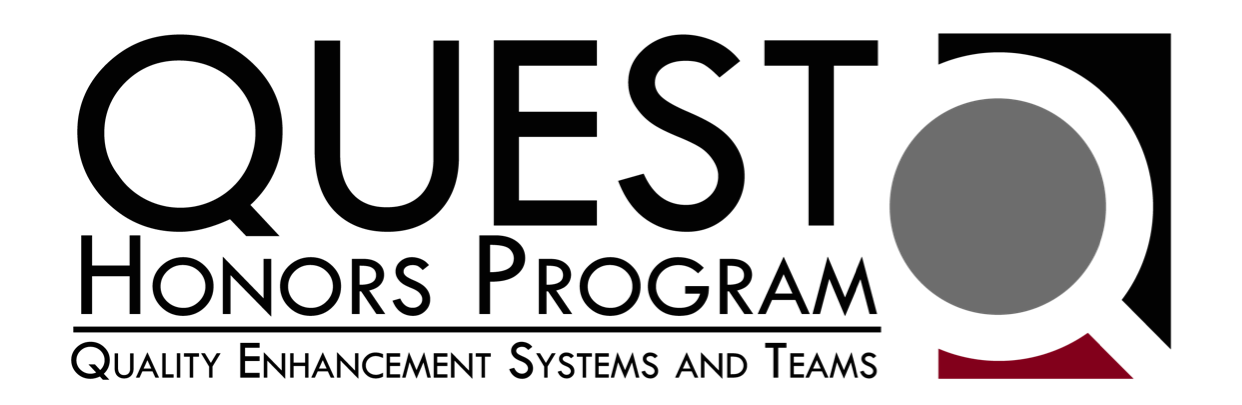 QUEST
HONORS PROGRAM
QUALITY ENHANCEMENT SYSTEMS AND TEAMS